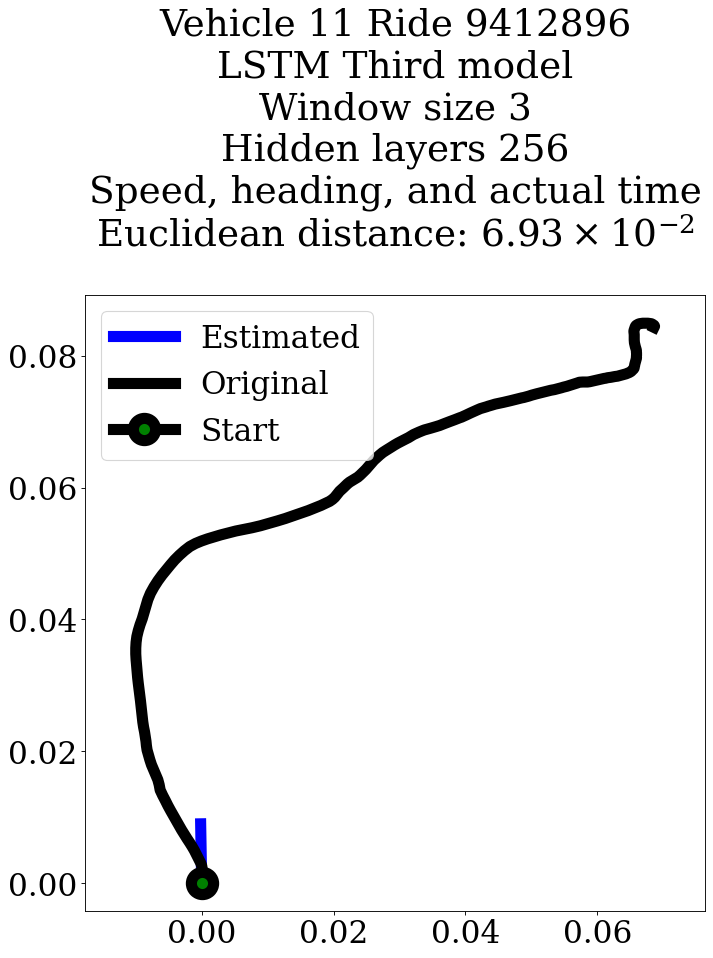 Vehicle 11 Ride 9412896
LSTM Third model
Window size 3
Hidden layers 256
Speed, heading, and actual time
Euclidean distance: 6.93 × 10⁻²
Estimated
Original
Start
0.08
0.06
0.04
0.02
0.00
0.00 0.02 0.04 0.06